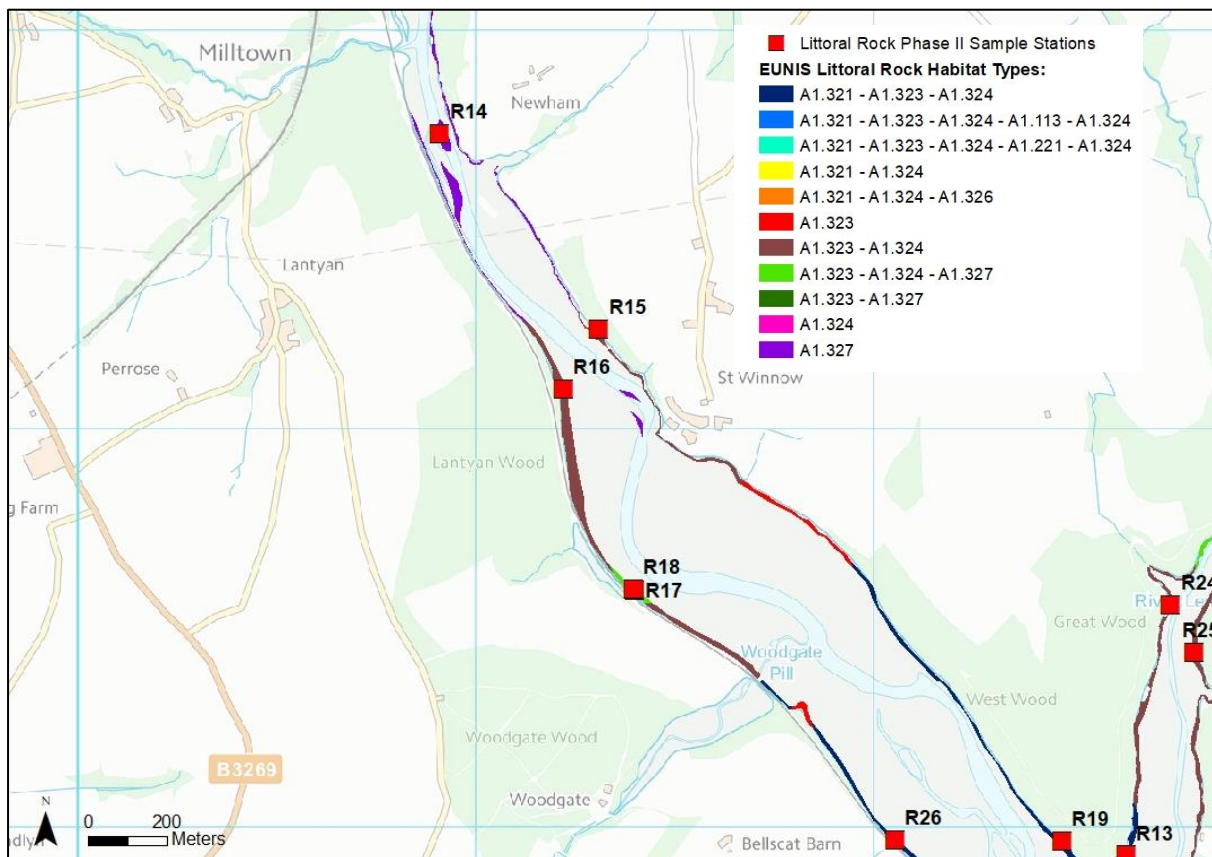 Milltown
Newham
R14
Lantyan
R15
Perrose
R16
St Winnow
Lantyan Wood
g Farm
R18
R17
R24
River Le
Great Wood
R25
Woodgate
Pill
West Wood
Woodgate Wood
B3269
Woodgate
R26
R19
R13
Bellscat Barn
N
0 200
Meters
Littoral Rock Phase II Sample Stations
EUNIS Littoral Rock Habitat Types:
A1.321 - A1.323 - A1.324
A1.321 - A1.323 - A1.324 - A1.113 - A1.324
A1.321 - A1.323 - A1.324 - A1.221 - A1.324
A1.321 - A1.324
A1.321 - A1.324 - A1.326
A1.323
A1.323 - A1.324
A1.323 - A1.324 - A1.327
A1.323 - A1.327
A1.324
A1.327